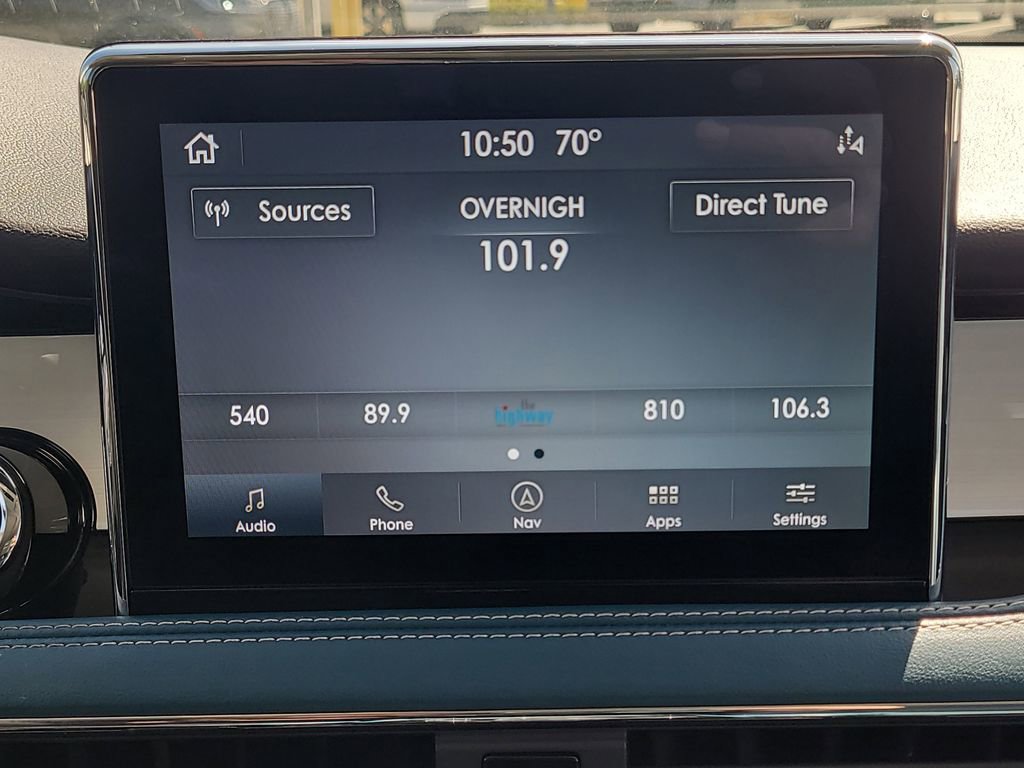 10:50 70°
Sources
OVERNIGH
Direct Tune
101.9
540
89.9
the
highway
810
106.3
Audio
Phone
Nav
Apps
Settings